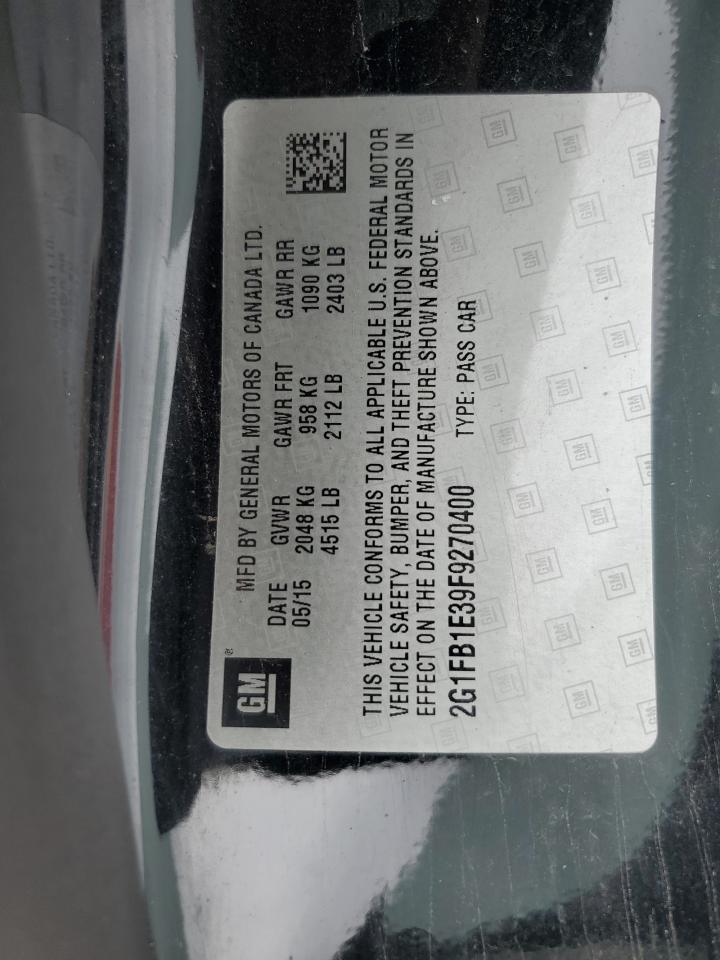 MFD BY GENERAL MOTORS OF CANADA LTD.
DATE GVWR GAWR FRT GAWR RR
05/15 2048 KG 958 KG 1090 KG
4515 LB 2112 LB 2403 LB
GM®
THIS VEHICLE CONFORMS TO ALL APPLICABLE U.S. FEDERAL MOTOR
VEHICLE SAFETY, BUMPER, AND THEFT PREVENTION STANDARDS IN
EFFECT ON THE DATE OF MANUFACTURE SHOWN ABOVE.
2G1FB1E39F9270400 TYPE: PASS CAR